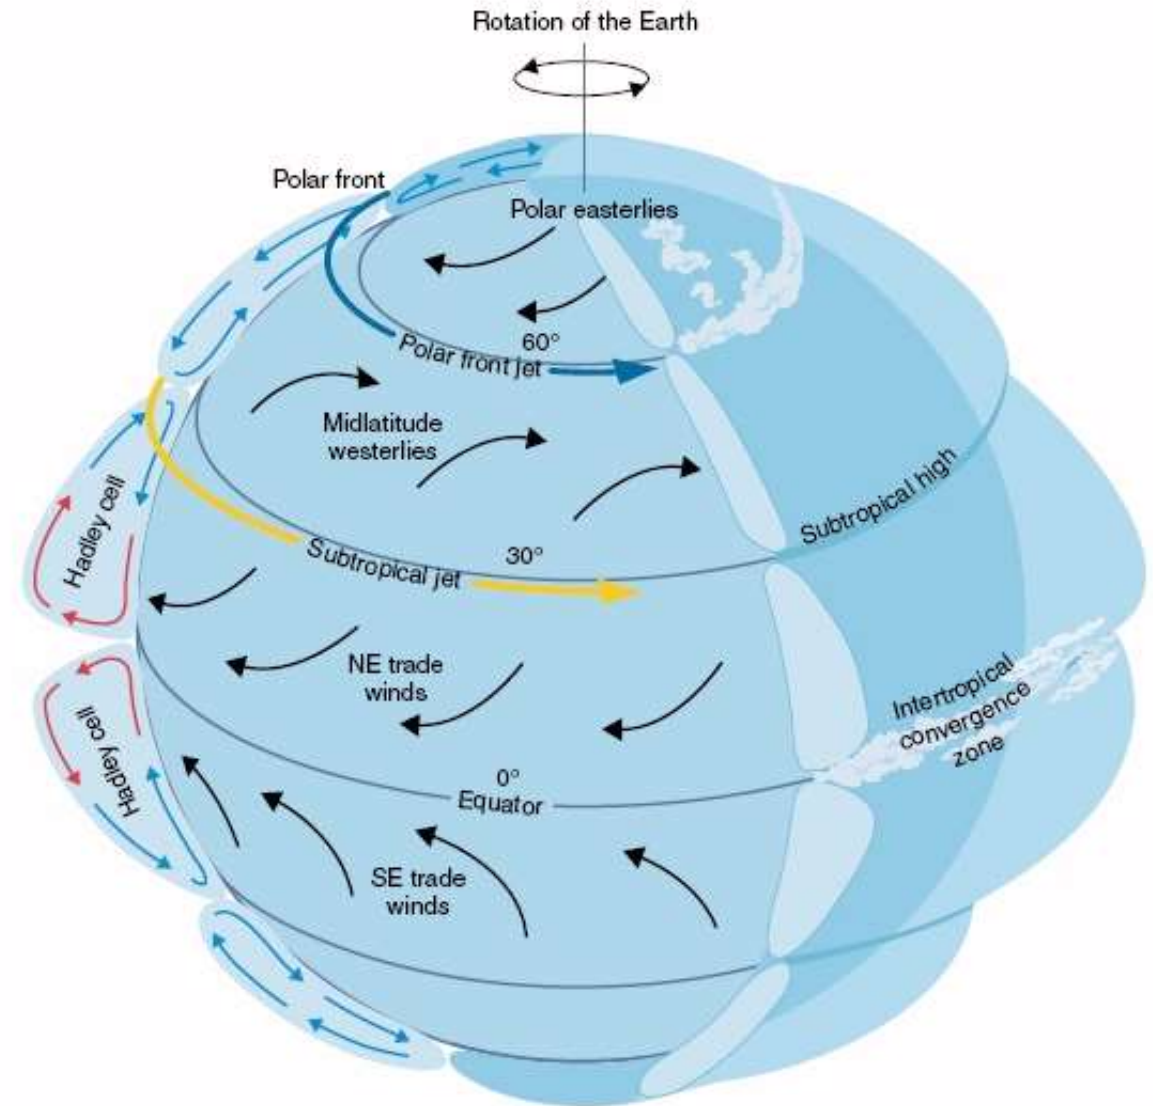 Rotation of the Earth
Polar front
Polar easterlies
60°
Polar front jet
Midlatitude
westerlies
Hadley cell
Subtropical high
30°
Subtropical jet
NE trade
winds
Intertropical
convergence
zone
Hadley cell
0°
Equator
SE trade
winds